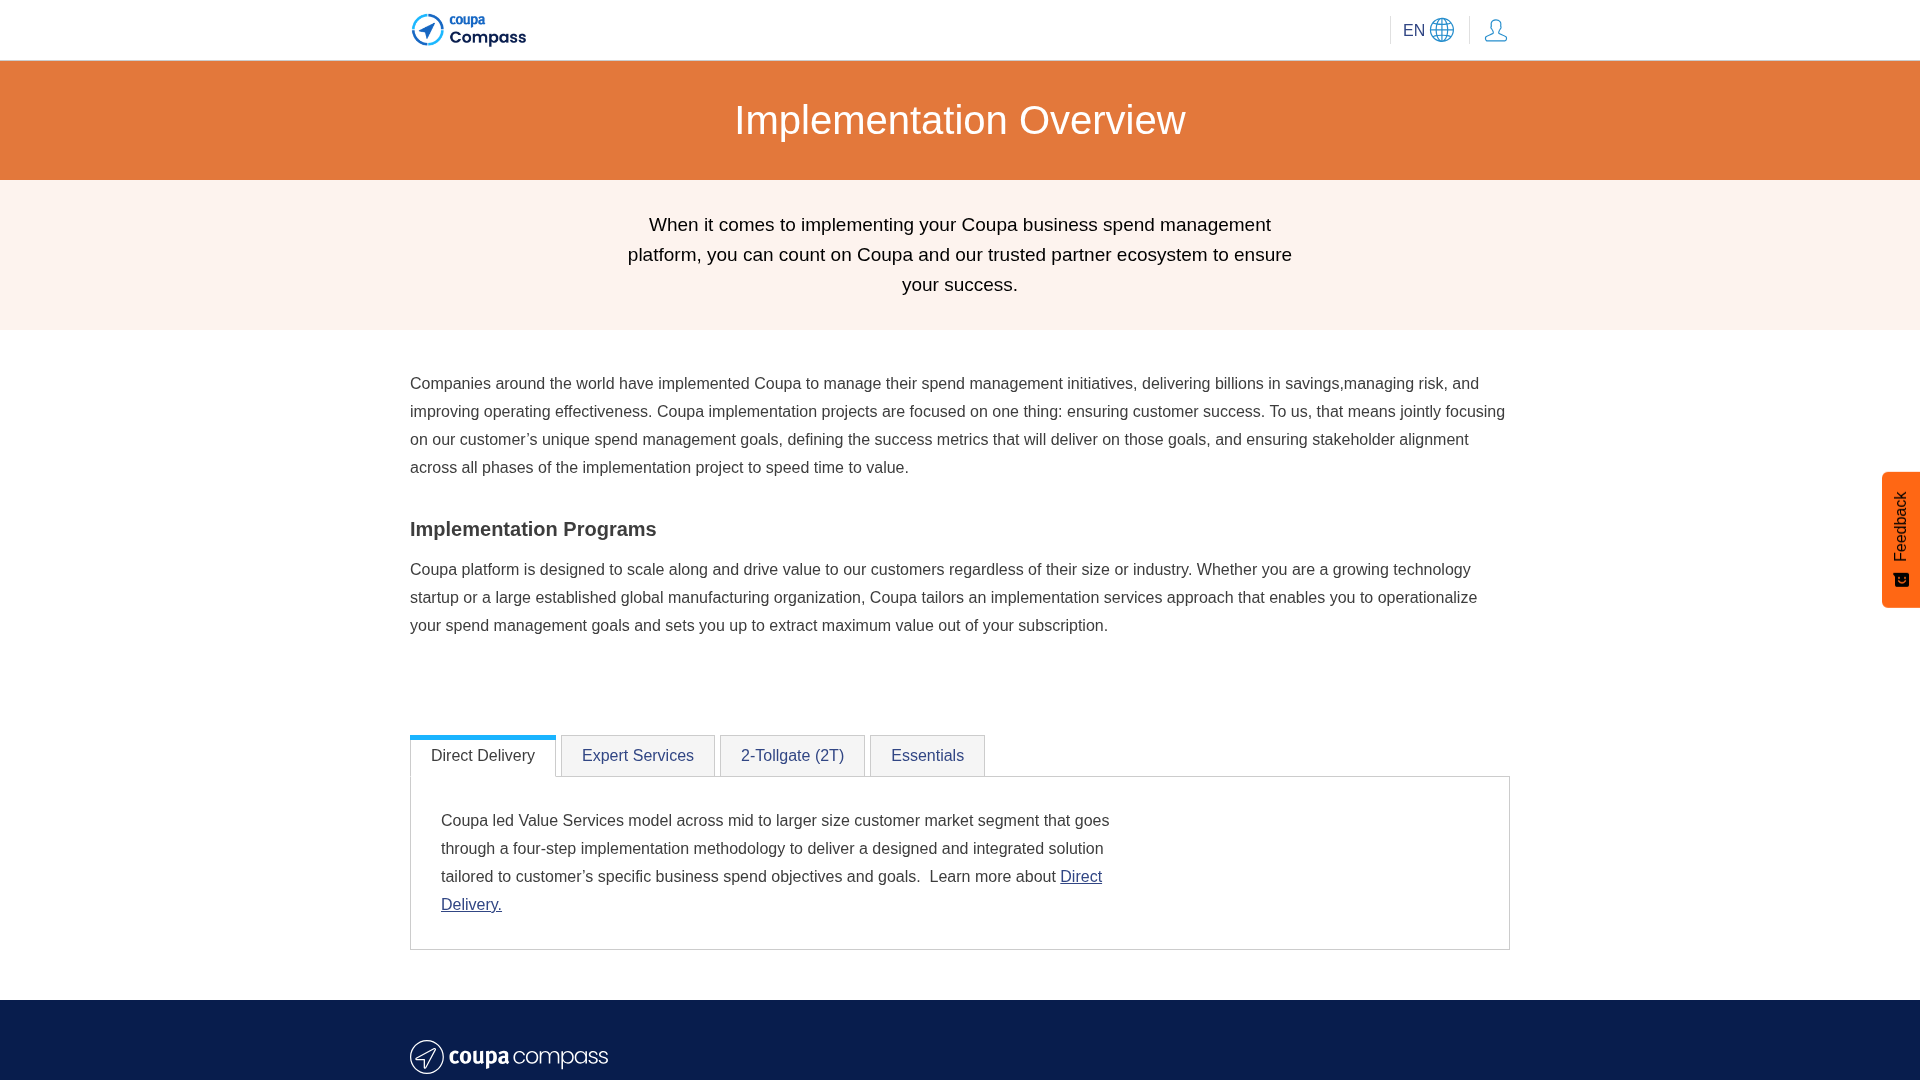 coupa
Compass
EN
Implementation Overview
When it comes to implementing your Coupa business spend management
platform, you can count on Coupa and our trusted partner ecosystem to ensure
your success.
Companies around the world have implemented Coupa to manage their spend management initiatives, delivering billions in savings,managing risk, and
improving operating effectiveness. Coupa implementation projects are focused on one thing: ensuring customer success. To us, that means jointly focusing
on our customer’s unique spend management goals, defining the success metrics that will deliver on those goals, and ensuring stakeholder alignment
across all phases of the implementation project to speed time to value.
Feedback
Implementation Programs
Coupa platform is designed to scale along and drive value to our customers regardless of their size or industry. Whether you are a growing technology
startup or a large established global manufacturing organization, Coupa tailors an implementation services approach that enables you to operationalize
your spend management goals and sets you up to extract maximum value out of your subscription.
Direct Delivery
Expert Services
2-Tollgate (2T)
Essentials
Coupa led Value Services model across mid to larger size customer market segment that goes
through a four-step implementation methodology to deliver a designed and integrated solution
tailored to customer’s specific business spend objectives and goals.  Learn more about Direct
Delivery.
coupa compass